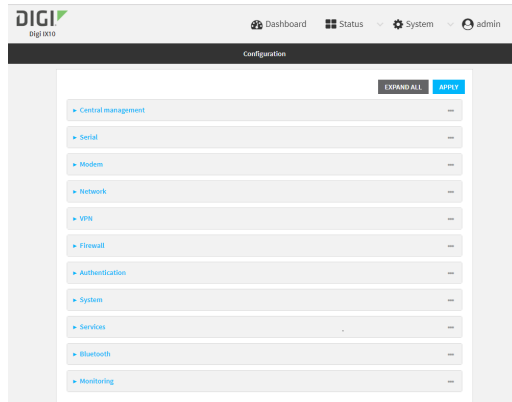 DIGI
Digi IX10
Dashboard
Status
System
admin
Configuration
EXPAND ALL
APPLY
Central management
Serial
Modem
Network
VPN
Firewall
Authentication
System
Services
Bluetooth
Monitoring